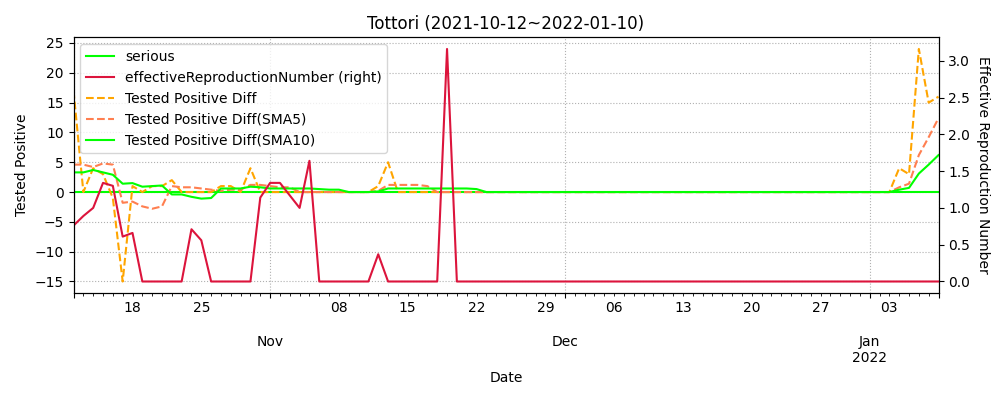 Tottori (2021-10-12~2022-01-10)
serious
effectiveReproductionNumber (right)
Tested Positive Diff
Tested Positive Diff(SMA5)
Tested Positive Diff(SMA10)
Tested Positive
25
20
15
10
5
0
−5
−10
−15
3.0
2.5
2.0
1.5
1.0
0.5
0.0
Effective Reproduction Number
18 25 08 15 22 29 06 13 20 27 03
Nov Dec Jan
2022
Date